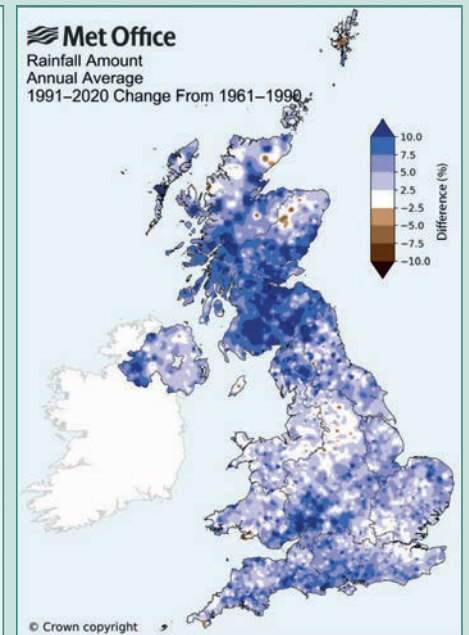 Met Office
Rainfall Amount
Annual Average
1991–2020 Change From 1961–1990
10.0
7.5
5.0
2.5
−2.5
−5.0
−7.5
−10.0
Difference (%)
© Crown copyright